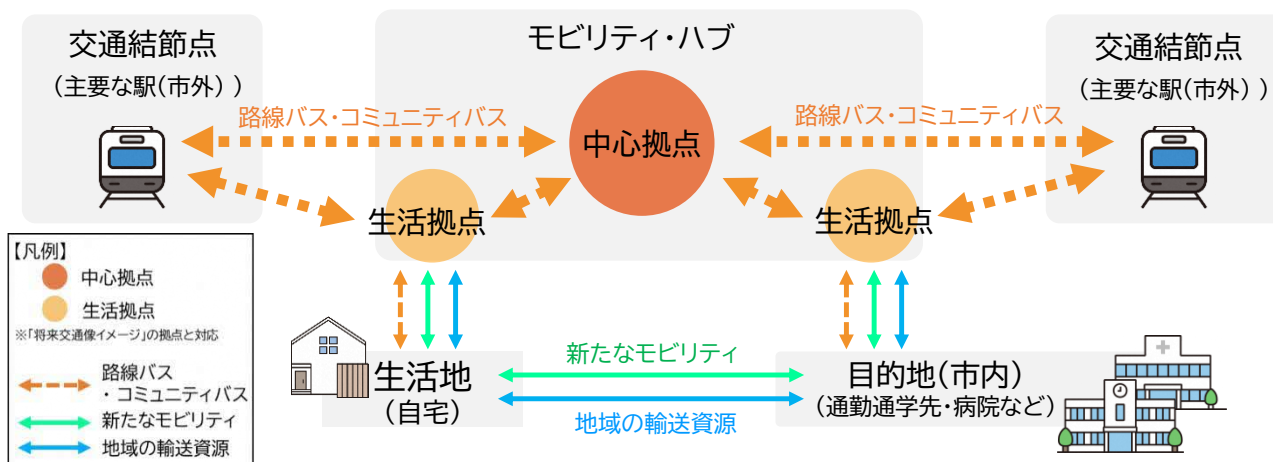 交通結節点
（主要な駅（市外））
モビリティ・ハブ
交通結節点
（主要な駅（市外））
路線バス・コミュニティバス
路線バス・コミュニティバス
中心拠点
生活拠点
生活拠点
【凡例】
中心拠点
生活拠点
※「将来交通像イメージ」の拠点と対応
路線バス
・コミュニティバス
新たなモビリティ
地域の輸送資源
生活地
（自宅）
新たなモビリティ
地域の輸送資源
目的地（市内）
（通勤通学先・病院など）